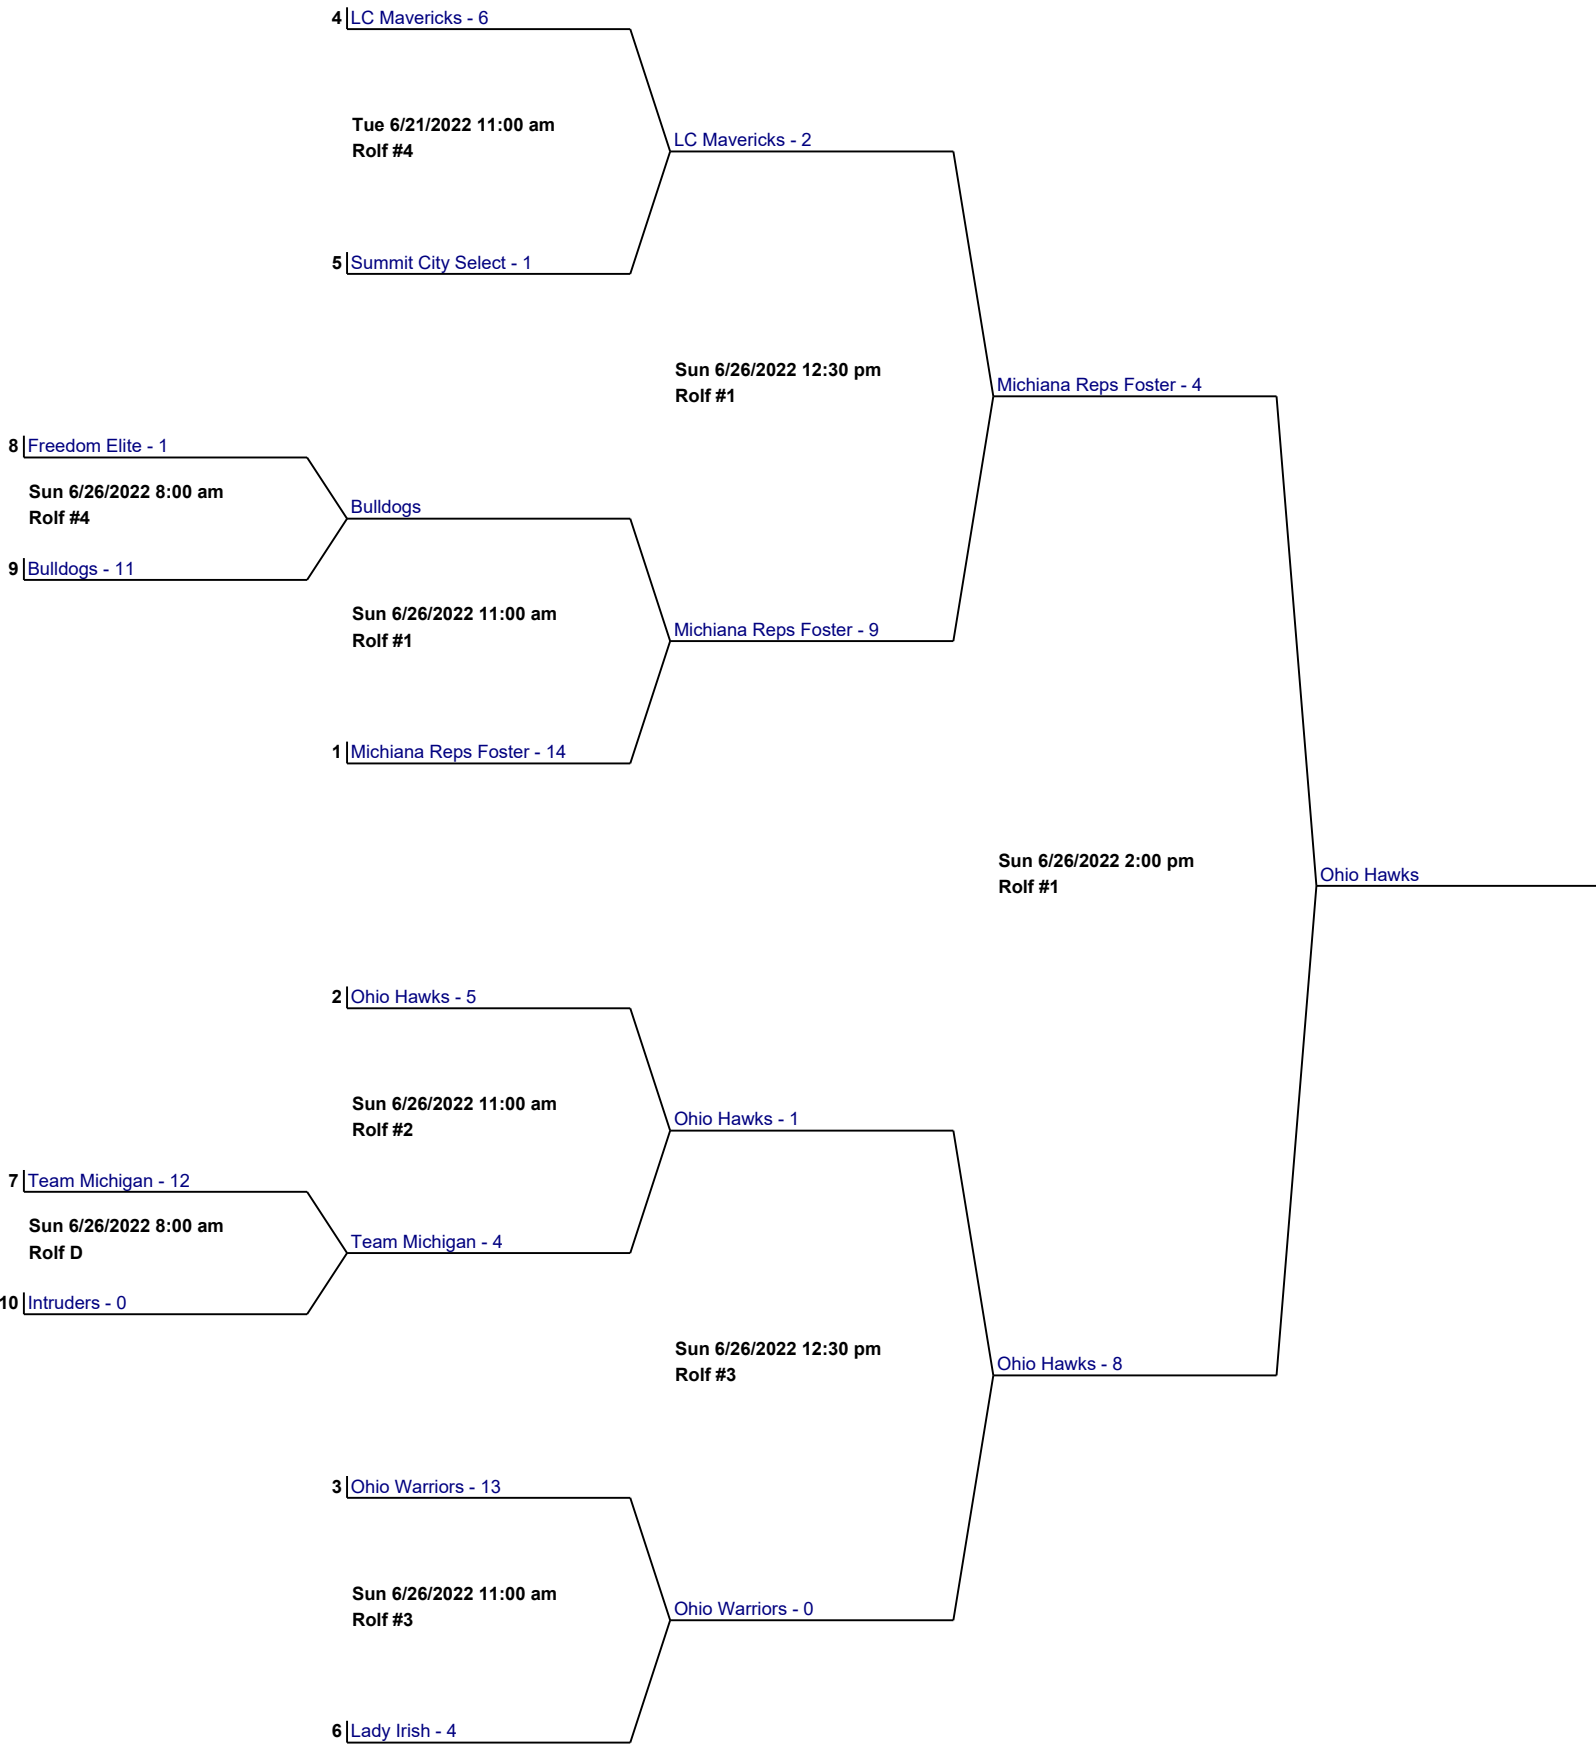 4 LC Mavericks - 6
Tue 6/21/2022 11:00 am
Rolf #4
LC Mavericks - 2
5 Summit City Select - 1
Sun 6/26/2022 12:30 pm
Rolf #1
Michiana Reps Foster - 4
8 Freedom Elite - 1
Sun 6/26/2022 8:00 am
Rolf #4
Bulldogs
9 Bulldogs - 11
Sun 6/26/2022 11:00 am
Rolf #1
Michiana Reps Foster - 9
1 Michiana Reps Foster - 14
Sun 6/26/2022 2:00 pm
Rolf #1
Ohio Hawks
2 Ohio Hawks - 5
Sun 6/26/2022 11:00 am
Rolf #2
Ohio Hawks - 1
7 Team Michigan - 12
Sun 6/26/2022 8:00 am
Rolf D
Team Michigan - 4
10 Intruders - 0
Sun 6/26/2022 12:30 pm
Rolf #3
Ohio Hawks - 8
3 Ohio Warriors - 13
Sun 6/26/2022 11:00 am
Rolf #3
Ohio Warriors - 0
6 Lady Irish - 4